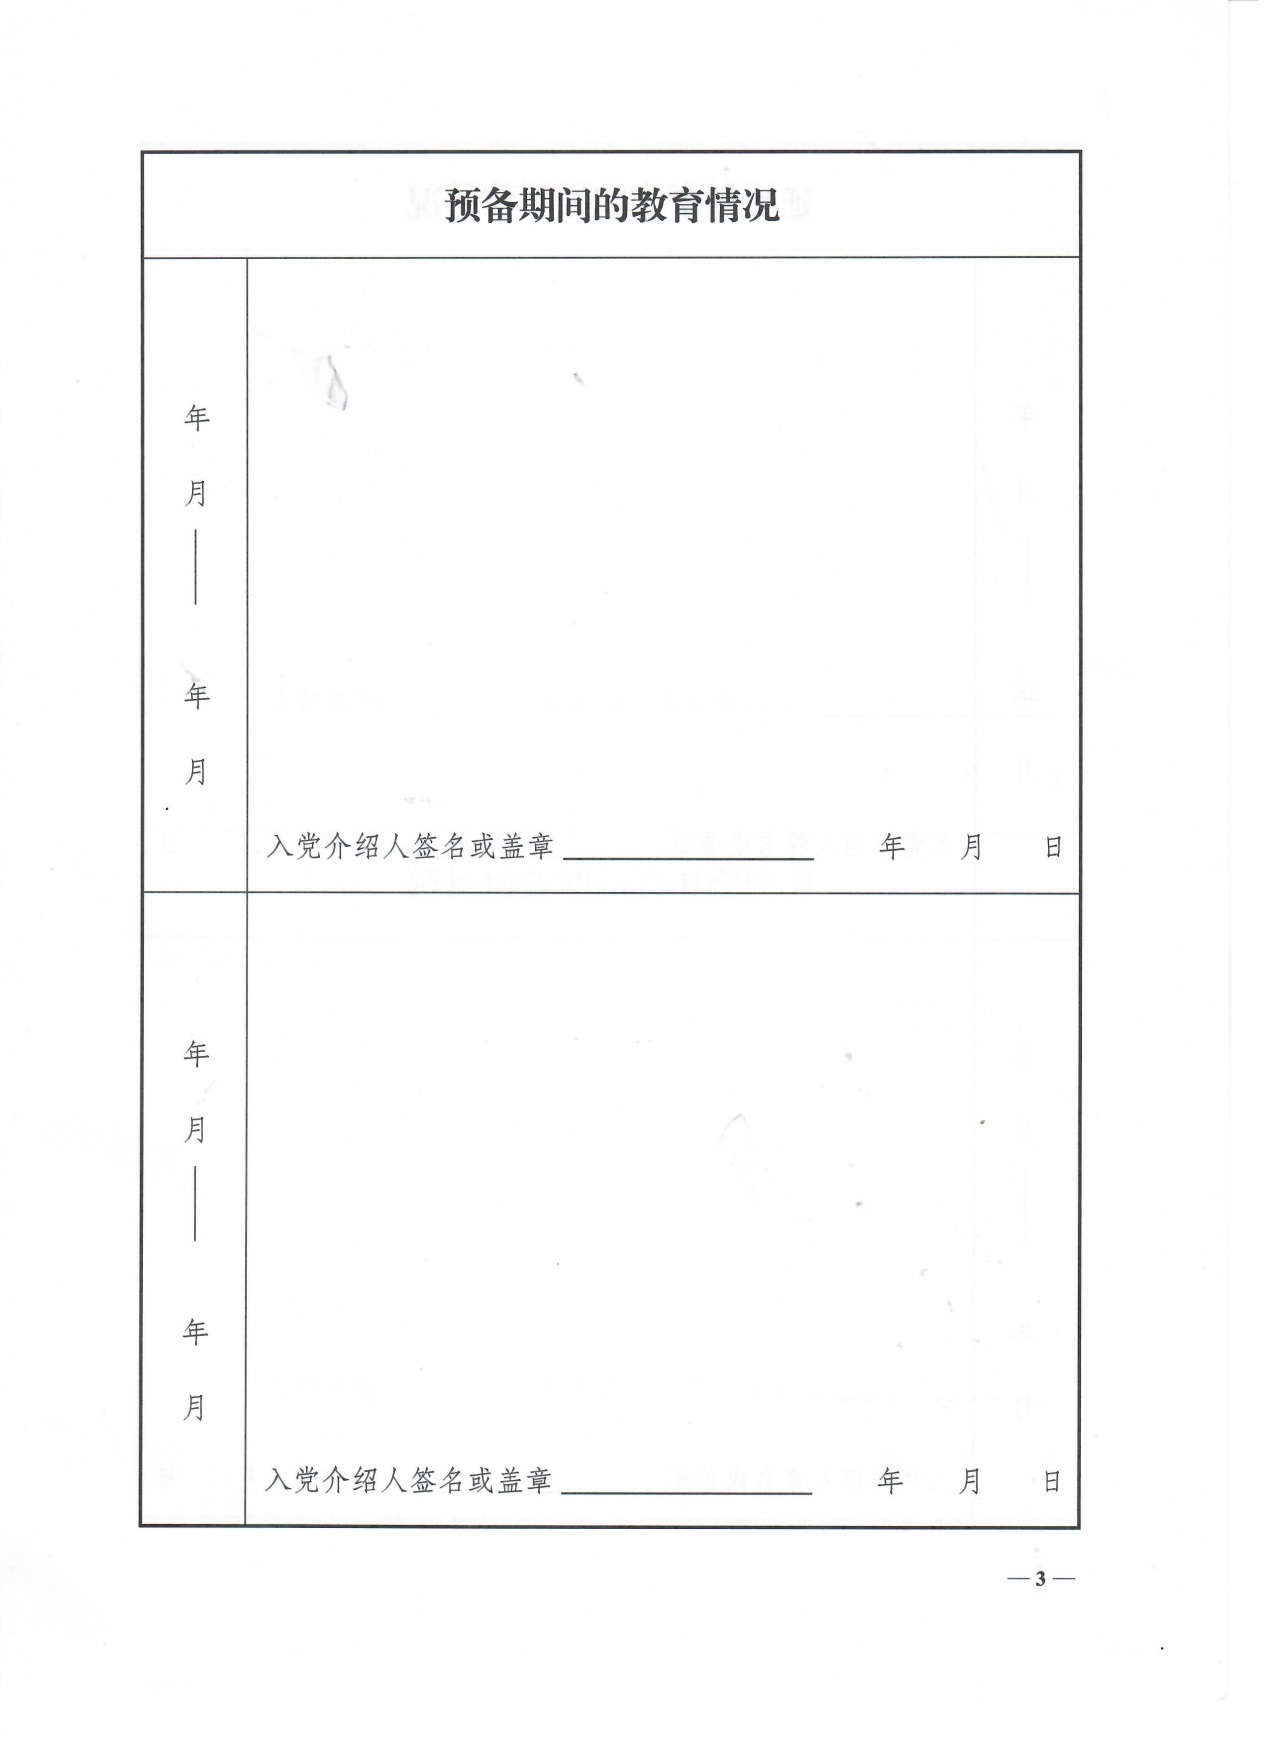 预备期间的教育情况
年
月
——
年
月
入党介绍人签名或盖章 ____________ 年 月 日
年
月
——
年
月
入党介绍人签名或盖章 ____________ 年 月 日
— 3 —